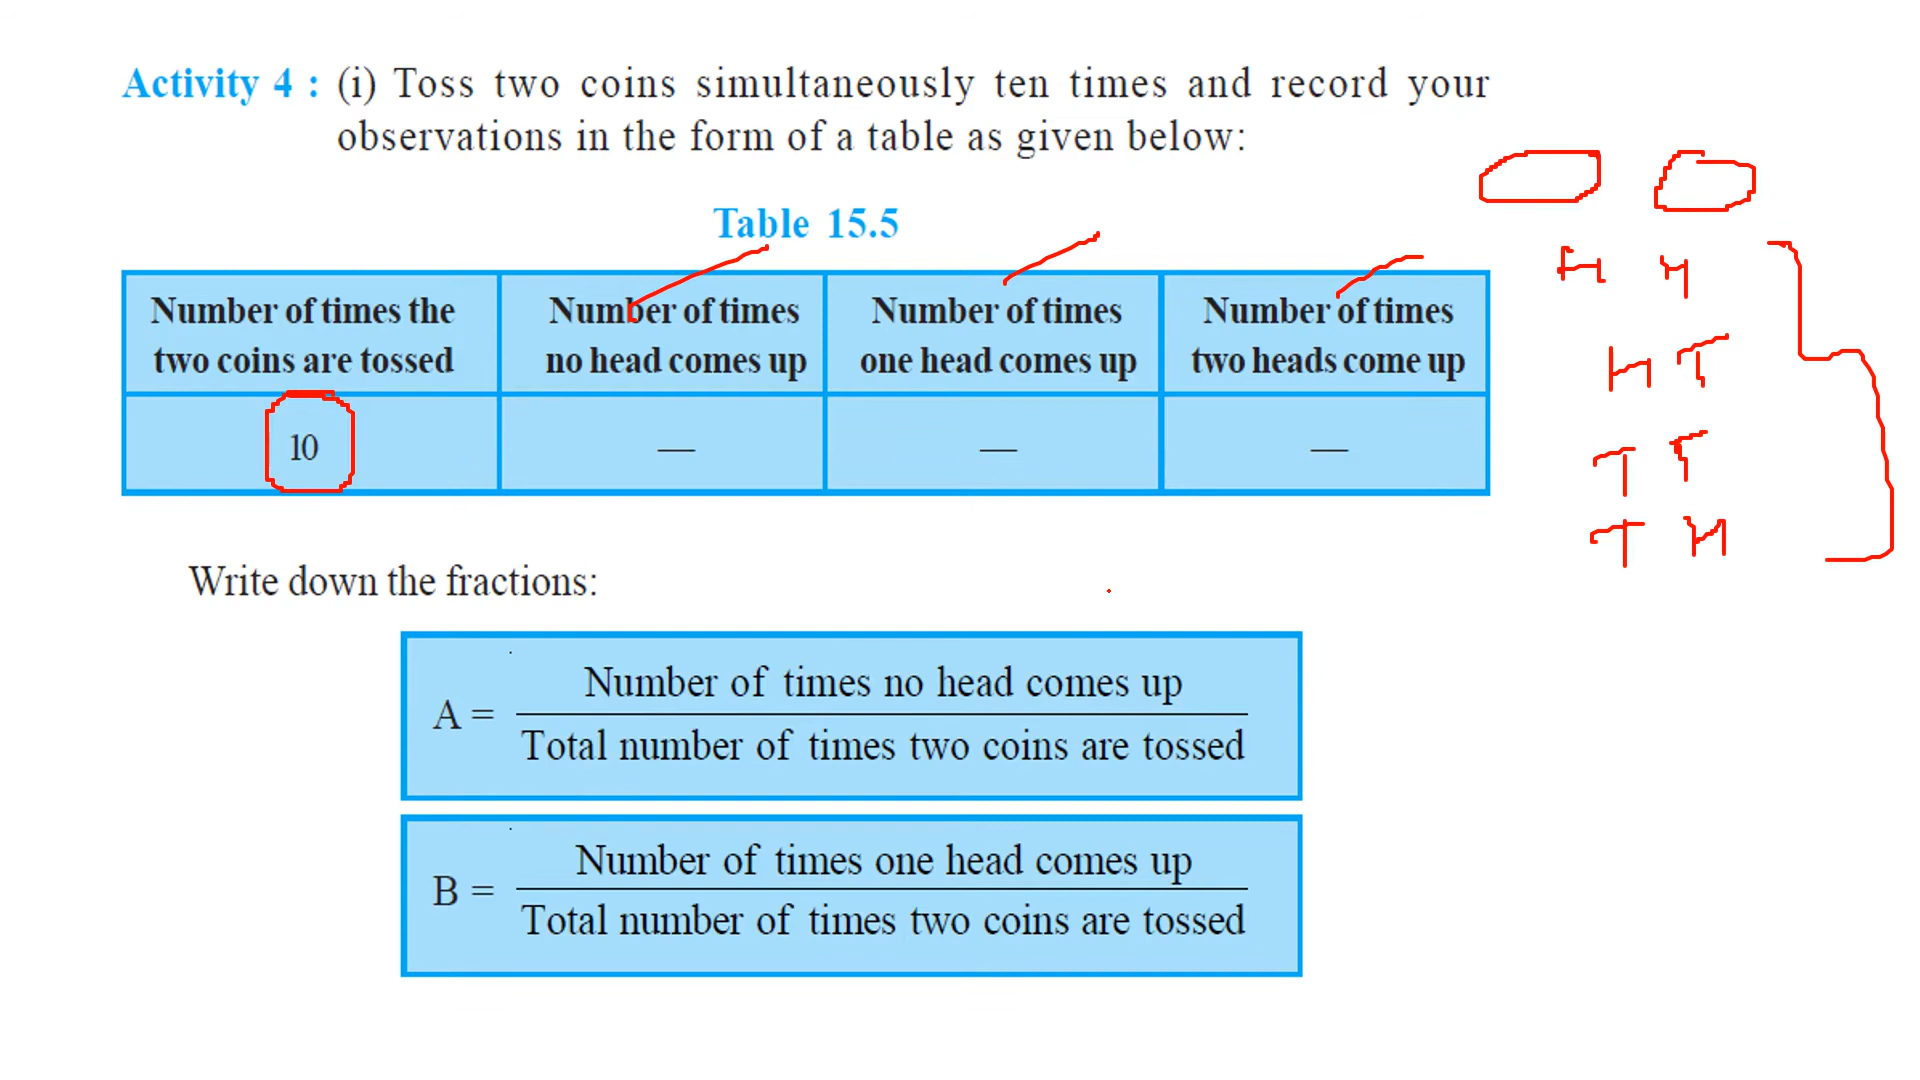 Activity 4 : (i) Toss two coins simultaneously ten times and record your
observations in the form of a table as given below:
Table 15.5
Number of times the two coins are tossed
Number of times no head comes up
Number of times one head comes up
Number of times two heads come up
10 — — —
H H
H T
T T
T H
Write down the fractions:
A = Number of times no head comes up
Total number of times two coins are tossed
B = Number of times one head comes up
Total number of times two coins are tossed